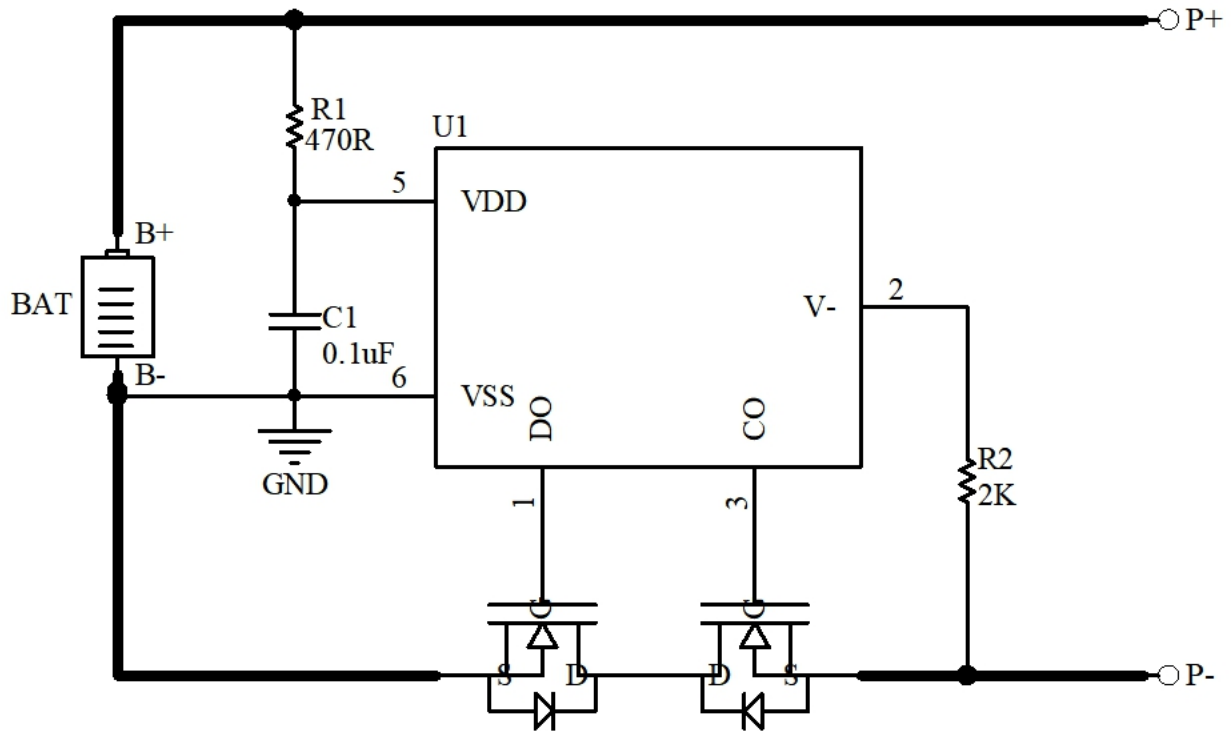 P+
R1
470R
U1
5
VDD
B+
BAT
V-
2
C1
0.1uF
B-
6
VSS
DO
CO
GND
R2
2K
1
3
G
G
S
D
D
S
P-